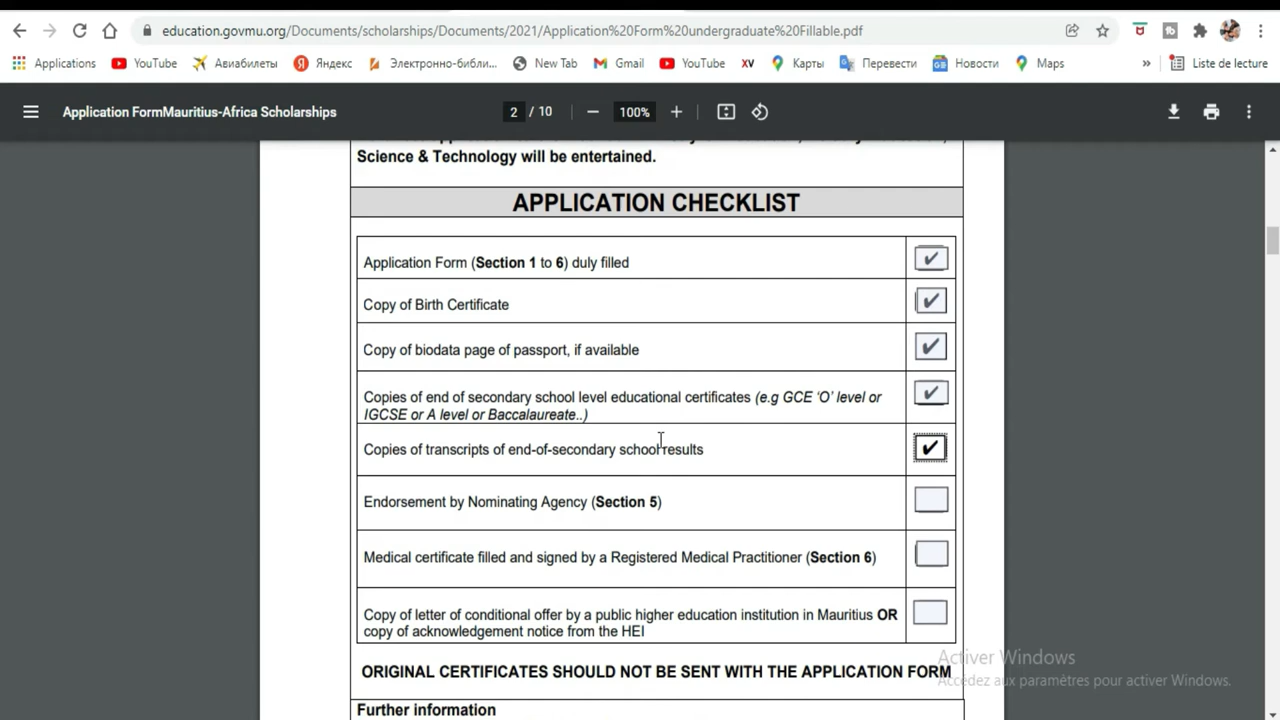 education.govmu.org/Documents/scholarships/Documents/2021/Application%20Form%20undergraduate%20Fillable.pdf
Applications YouTube Авиабилеты Яндекс Электронно-библи... New Tab Gmail YouTube XV Карты Перевести Новости Maps » Liste de lecture
Application FormMauritius-Africa Scholarships 2 / 10 100%
Science & Technology will be entertained.
APPLICATION CHECKLIST
Application Form (Section 1 to 6) duly filled
Copy of Birth Certificate
Copy of biodata page of passport, if available
Copies of end of secondary school level educational certificates (e.g GCE ‘O’ level or
IGCSE or A level or Baccalaureate..)
Copies of transcripts of end-of-secondary school results
Endorsement by Nominating Agency (Section 5)
Medical certificate filled and signed by a Registered Medical Practitioner (Section 6)
Copy of letter of conditional offer by a public higher education institution in Mauritius OR
copy of acknowledgement notice from the HEI
ORIGINAL CERTIFICATES SHOULD NOT BE SENT WITH THE APPLICATION FORM
Activer Windows
Accédez aux paramètres pour activer Windows.
Further information